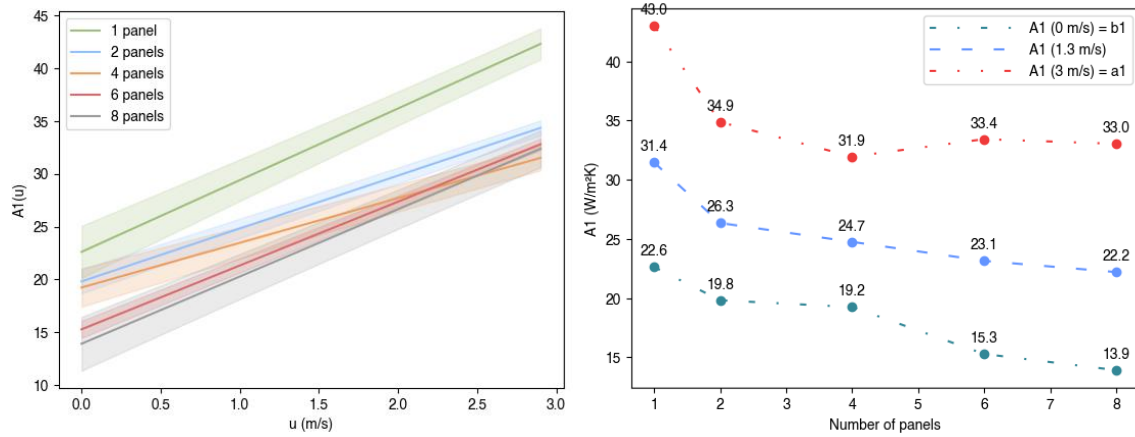 45
40
35
30
25
20
15
10
A1(u)
1 panel
2 panels
4 panels
6 panels
8 panels
0.0 0.5 1.0 1.5 2.0 2.5 3.0
u (m/s)
40
35
30
25
20
15
A1 (W/m²K)
A1 (0 m/s) = b1
A1 (1.3 m/s)
A1 (3 m/s) = a1
43.0 34.9 31.9 33.4 33.0
31.4 26.3 24.7 23.1 22.2
22.6 19.8 19.2 15.3 13.9
1 2 3 4 5 6 7 8
Number of panels